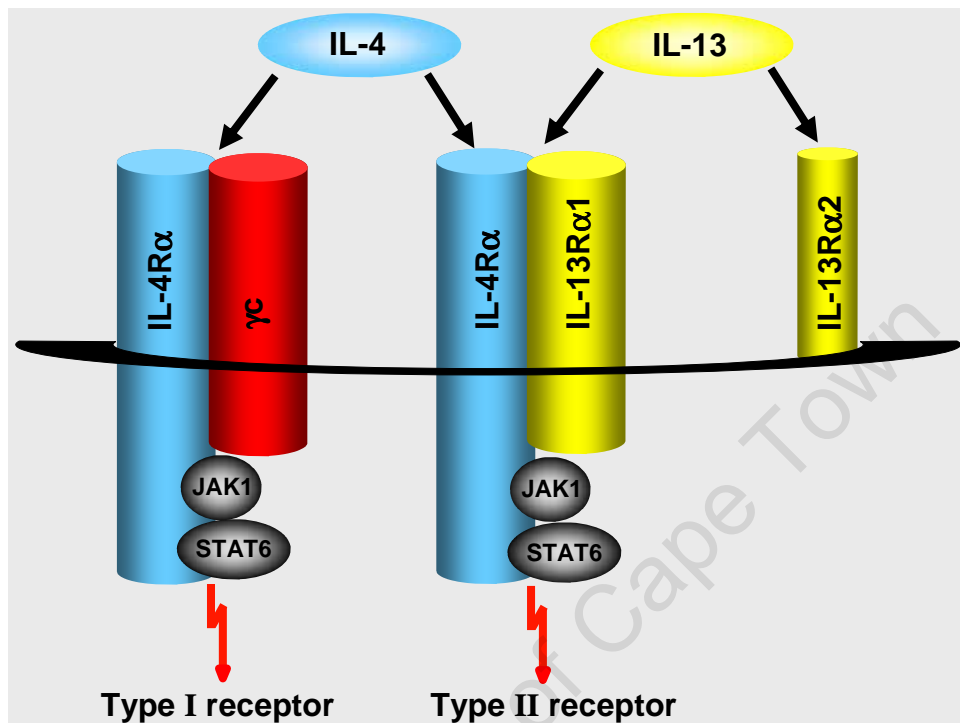 IL-4
IL-13
IL-4Rα
γc
IL-4Rα
IL-13Rα1
IL-13Rα2
JAK1
JAK1
STAT6
STAT6
of Cape Town
Type I receptor
Type II receptor